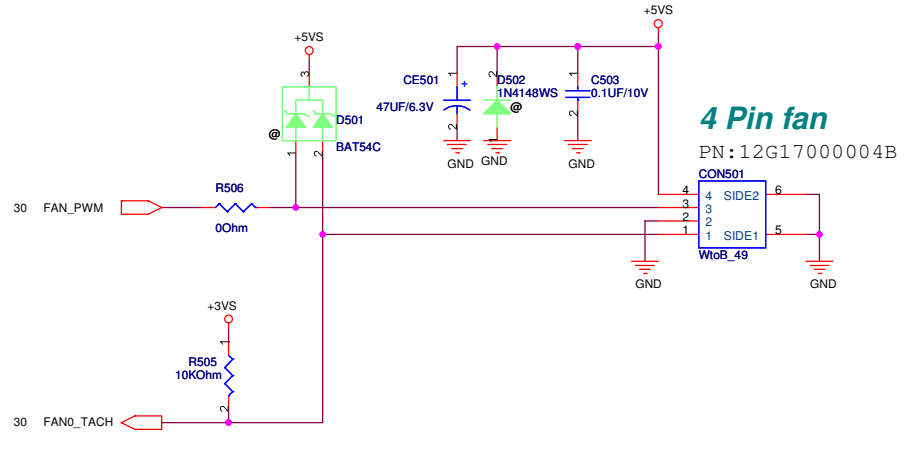 +5VS
+5VS
3
D501
@
BAT54C
1
2
CE501
1
+
47UF/6.3V
2
GND
2
D502
1N4148WS
@
1
GND
1
C503
0.1UF/10V
2
GND
4 Pin fan
PN:12G17000004B
CON501
4
4
SIDE2
6
3
3
2
2
1
1
SIDE1
5
WtoB_49
GND
GND
30
FAN_PWM
R506
0Ohm
+3VS
1
R505
10KOhm
2
30
FAN0_TACH